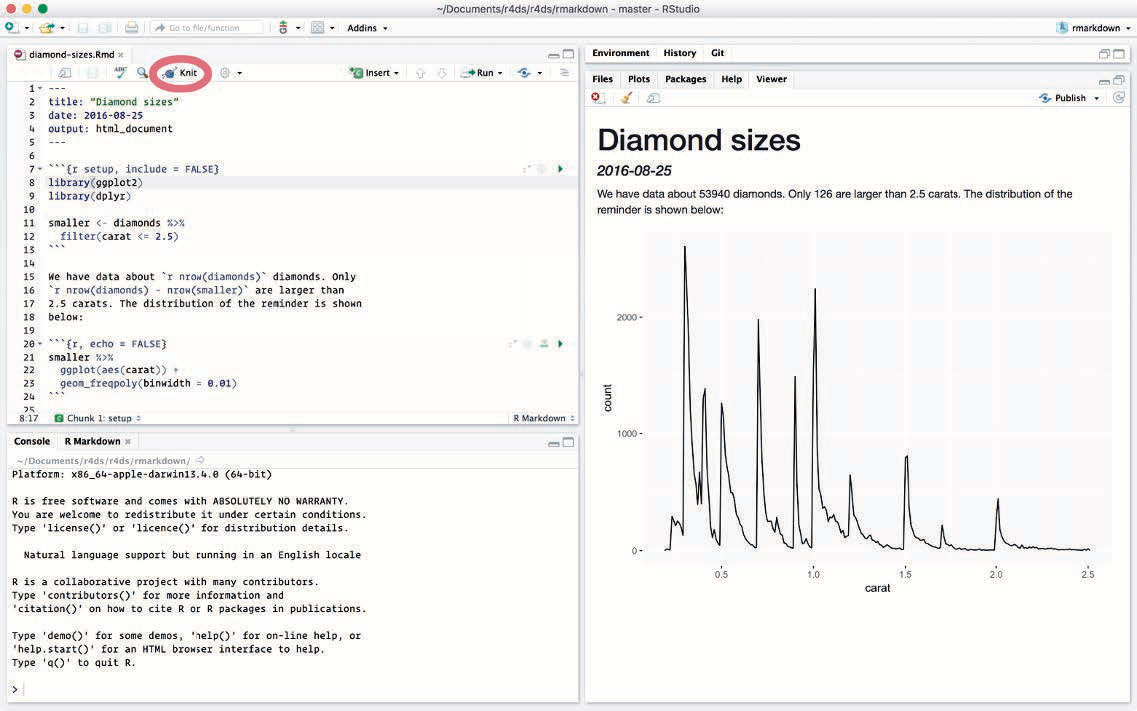 ~/Documents/r4ds/r4ds/rmarkdown - master - RStudio
Go to file/function
Addins
rmarkdown
diamond-sizes.Rmd
ABC
Knit
Insert
Run
1 ---
2 title: "Diamond sizes"
3 date: 2016-08-25
4 output: html_document
5 ---
6
7 ```{r setup, include = FALSE}
8 library(ggplot2)
9 library(dplyr)
10
11 smaller <- diamonds %>%
12 filter(carat <= 2.5)
13 ```
14
15 We have data about `r nrow(diamonds)` diamonds. Only
16 `r nrow(diamonds) - nrow(smaller)` are larger than
17 2.5 carats. The distribution of the reminder is shown
18 below:
19
20 ```{r, echo = FALSE}
21 smaller %>%
22 ggplot(aes(carat)) +
23 geom_freqpoly(binwidth = 0.01)
24 ```
25
8:17
C Chunk 1: setup
R Markdown
Console
R Markdown
~/Documents/r4ds/r4ds/rmarkdown/
Platform: x86_64-apple-darwin13.4.0 (64-bit)
R is free software and comes with ABSOLUTELY NO WARRANTY.
You are welcome to redistribute it under certain conditions.
Type 'license()' or 'licence()' for distribution details.
Natural language support but running in an English locale
R is a collaborative project with many contributors.
Type 'contributors()' for more information and
'citation()' on how to cite R or R packages in publications.
Type 'demo()' for some demos, 'help()' for on-line help, or
'help.start()' for an HTML browser interface to help.
Type 'q()' to quit R.
>
Environment
History
Git
Files
Plots
Packages
Help
Viewer
Publish
Diamond sizes
2016-08-25
We have data about 53940 diamonds. Only 126 are larger than 2.5 carats. The distribution of the
reminder is shown below:
2000
1000
0
count
0.5
1.0
1.5
2.0
2.5
carat